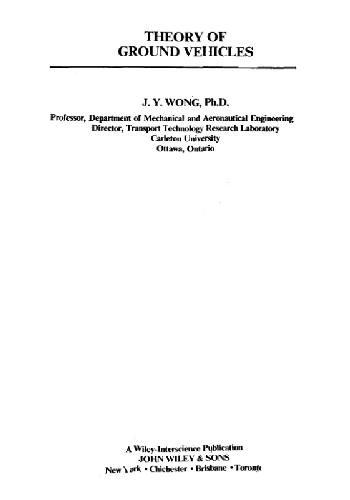 THEORY OF
GROUND VEHICLES
J. Y. WONG, Ph.D.
Professor, Department of Mechanical and Aeronautical Engineering
Director, Transport Technology Research Laboratory
Carleton University
Ottawa, Ontario
A Wiley-Interscience Publication
JOHN WILEY & SONS
New York • Chichester • Brisbane • Toronto